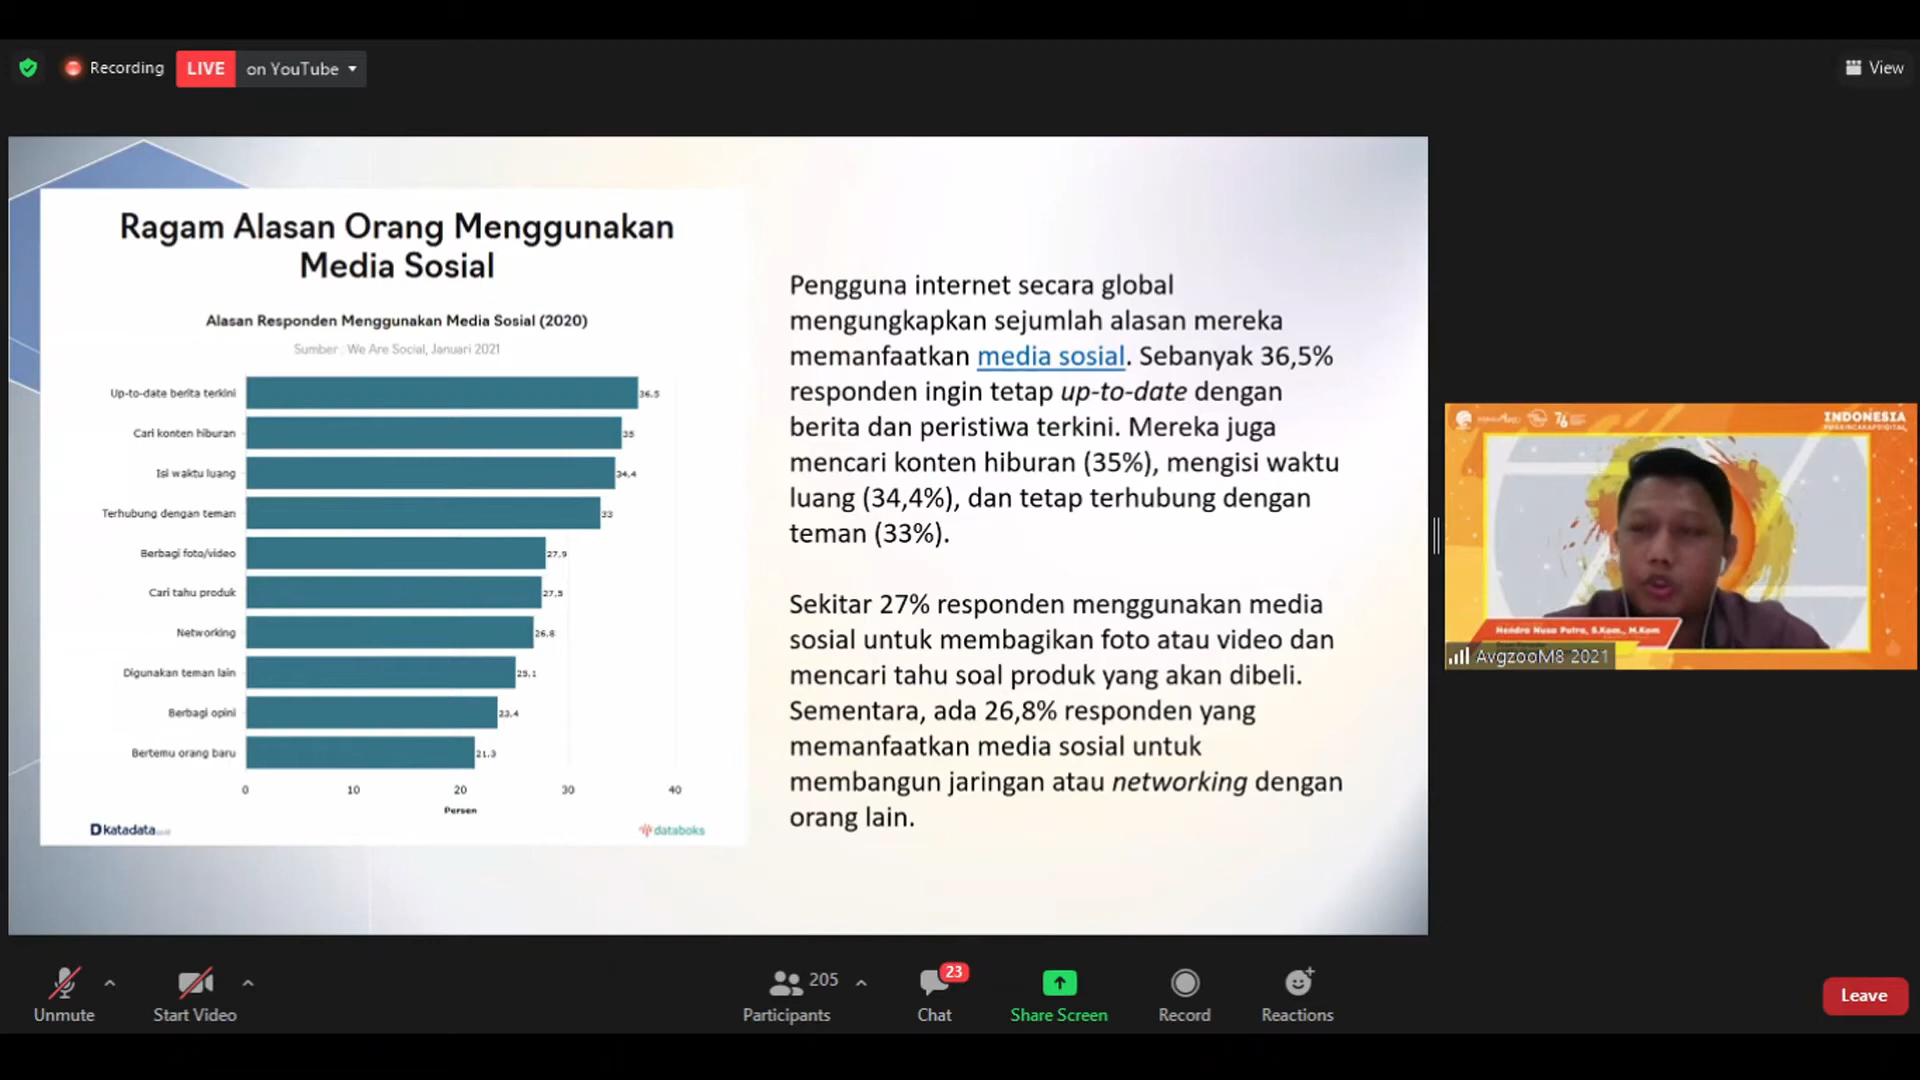 Recording
LIVE on YouTube
View
Ragam Alasan Orang Menggunakan
Media Sosial
Alasan Responden Menggunakan Media Sosial (2020)
Sumber : We Are Social, Januari 2021
Up-to-date berita terkini 36,5
Cari konten hiburan 35
Isi waktu luang 34,4
Terhubung dengan teman 33
Berbagi foto/video 27,9
Cari tahu produk 27,5
Networking 26,8
Digunakan teman lain 25,1
Berbagi opini 23,4
Bertemu orang baru 21,3
0 10 20 30 40
Persen
katadata
databoks
Pengguna internet secara global
mengungkapkan sejumlah alasan mereka
memanfaatkan media sosial. Sebanyak 36,5%
responden ingin tetap up-to-date dengan
berita dan peristiwa terkini. Mereka juga
mencari konten hiburan (35%), mengisi waktu
luang (34,4%), dan tetap terhubung dengan
teman (33%).
Sekitar 27% responden menggunakan media
sosial untuk membagikan foto atau video dan
mencari tahu soal produk yang akan dibeli.
Sementara, ada 26,8% responden yang
memanfaatkan media sosial untuk
membangun jaringan atau networking dengan
orang lain.
76
INDONESIA
Hendra Nusa Putra, S.Kom., M.Kom
AvgzooM8 2021
Unmute
Start Video
205
Participants
23
Chat
Share Screen
Record
Reactions
Leave